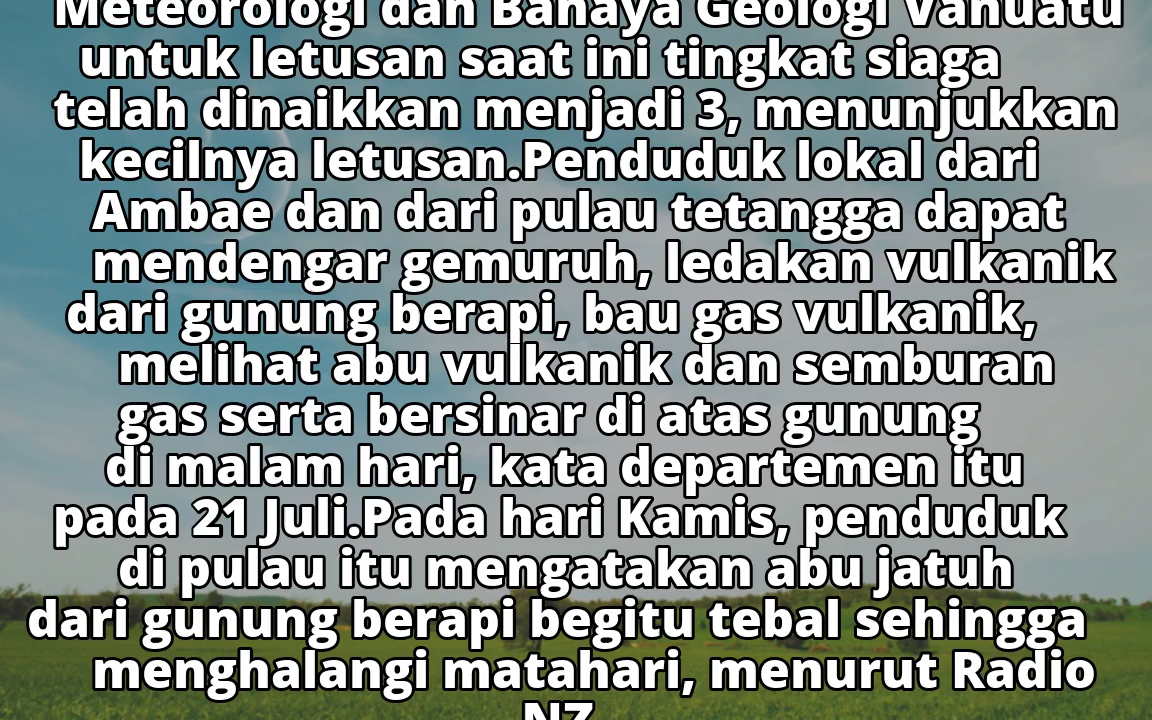 Meteorologi dan Bahaya Geologi Vanuatu
untuk letusan saat ini tingkat siaga
telah dinaikkan menjadi 3, menunjukkan
kecilnya letusan.Penduduk lokal dari
Ambae dan dari pulau tetangga dapat
mendengar gemuruh, ledakan vulkanik
dari gunung berapi, bau gas vulkanik,
melihat abu vulkanik dan semburan
gas serta bersinar di atas gunung
di malam hari, kata departemen itu
pada 21 Juli.Pada hari Kamis, penduduk
di pulau itu mengatakan abu jatuh
dari gunung berapi begitu tebal sehingga
menghalangi matahari, menurut Radio
NZ